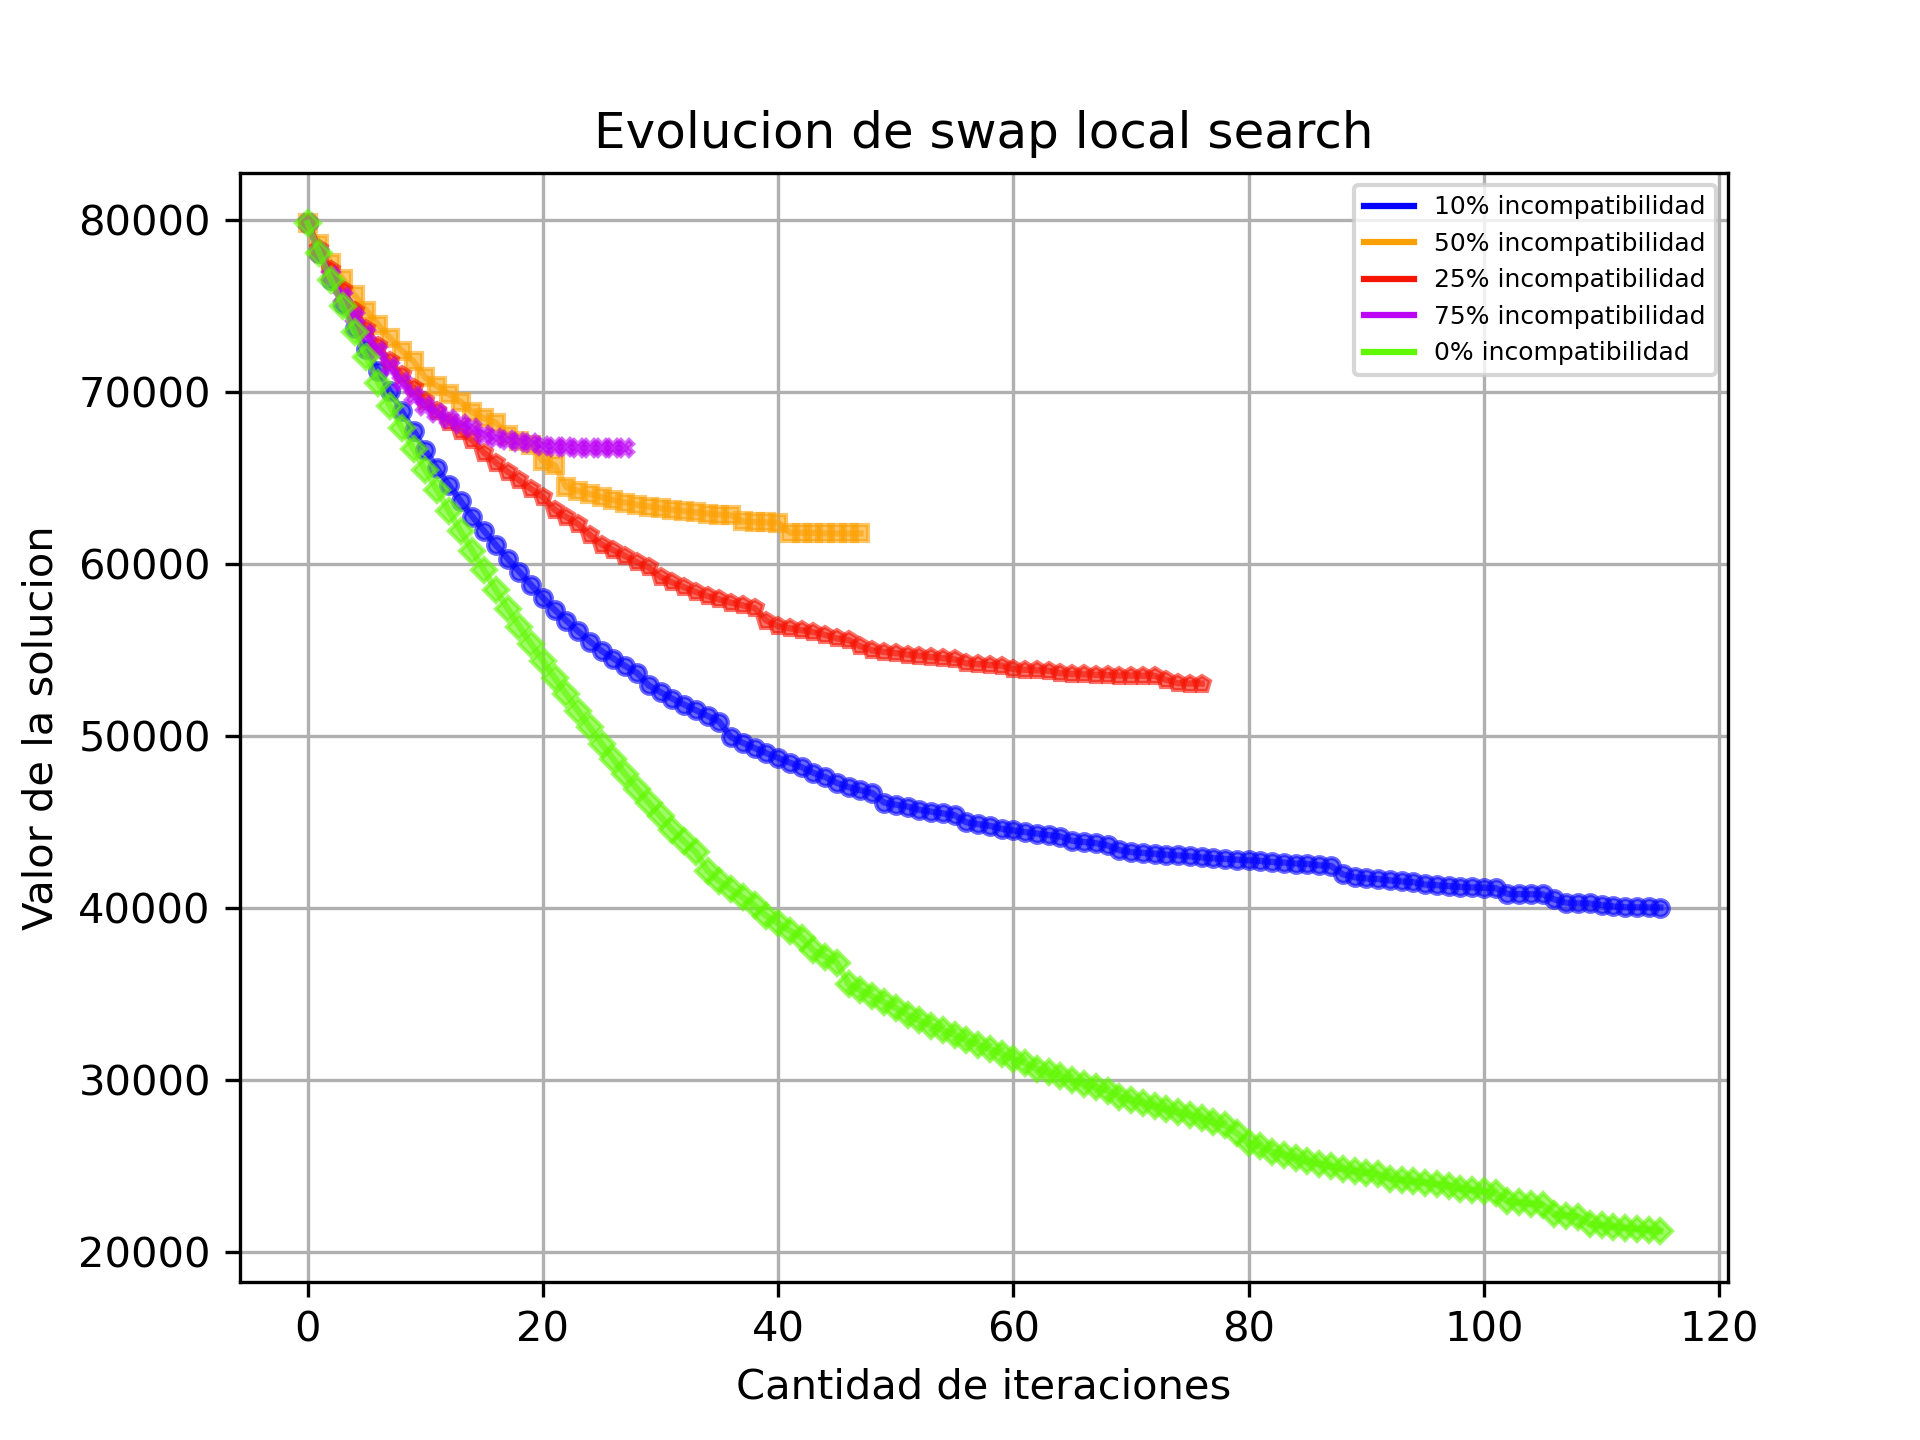 Evolucion de swap local search
10% incompatibilidad
50% incompatibilidad
25% incompatibilidad
75% incompatibilidad
0% incompatibilidad
Valor de la solucion
80000
70000
60000
50000
40000
30000
20000
0 20 40 60 80 100 120
Cantidad de iteraciones